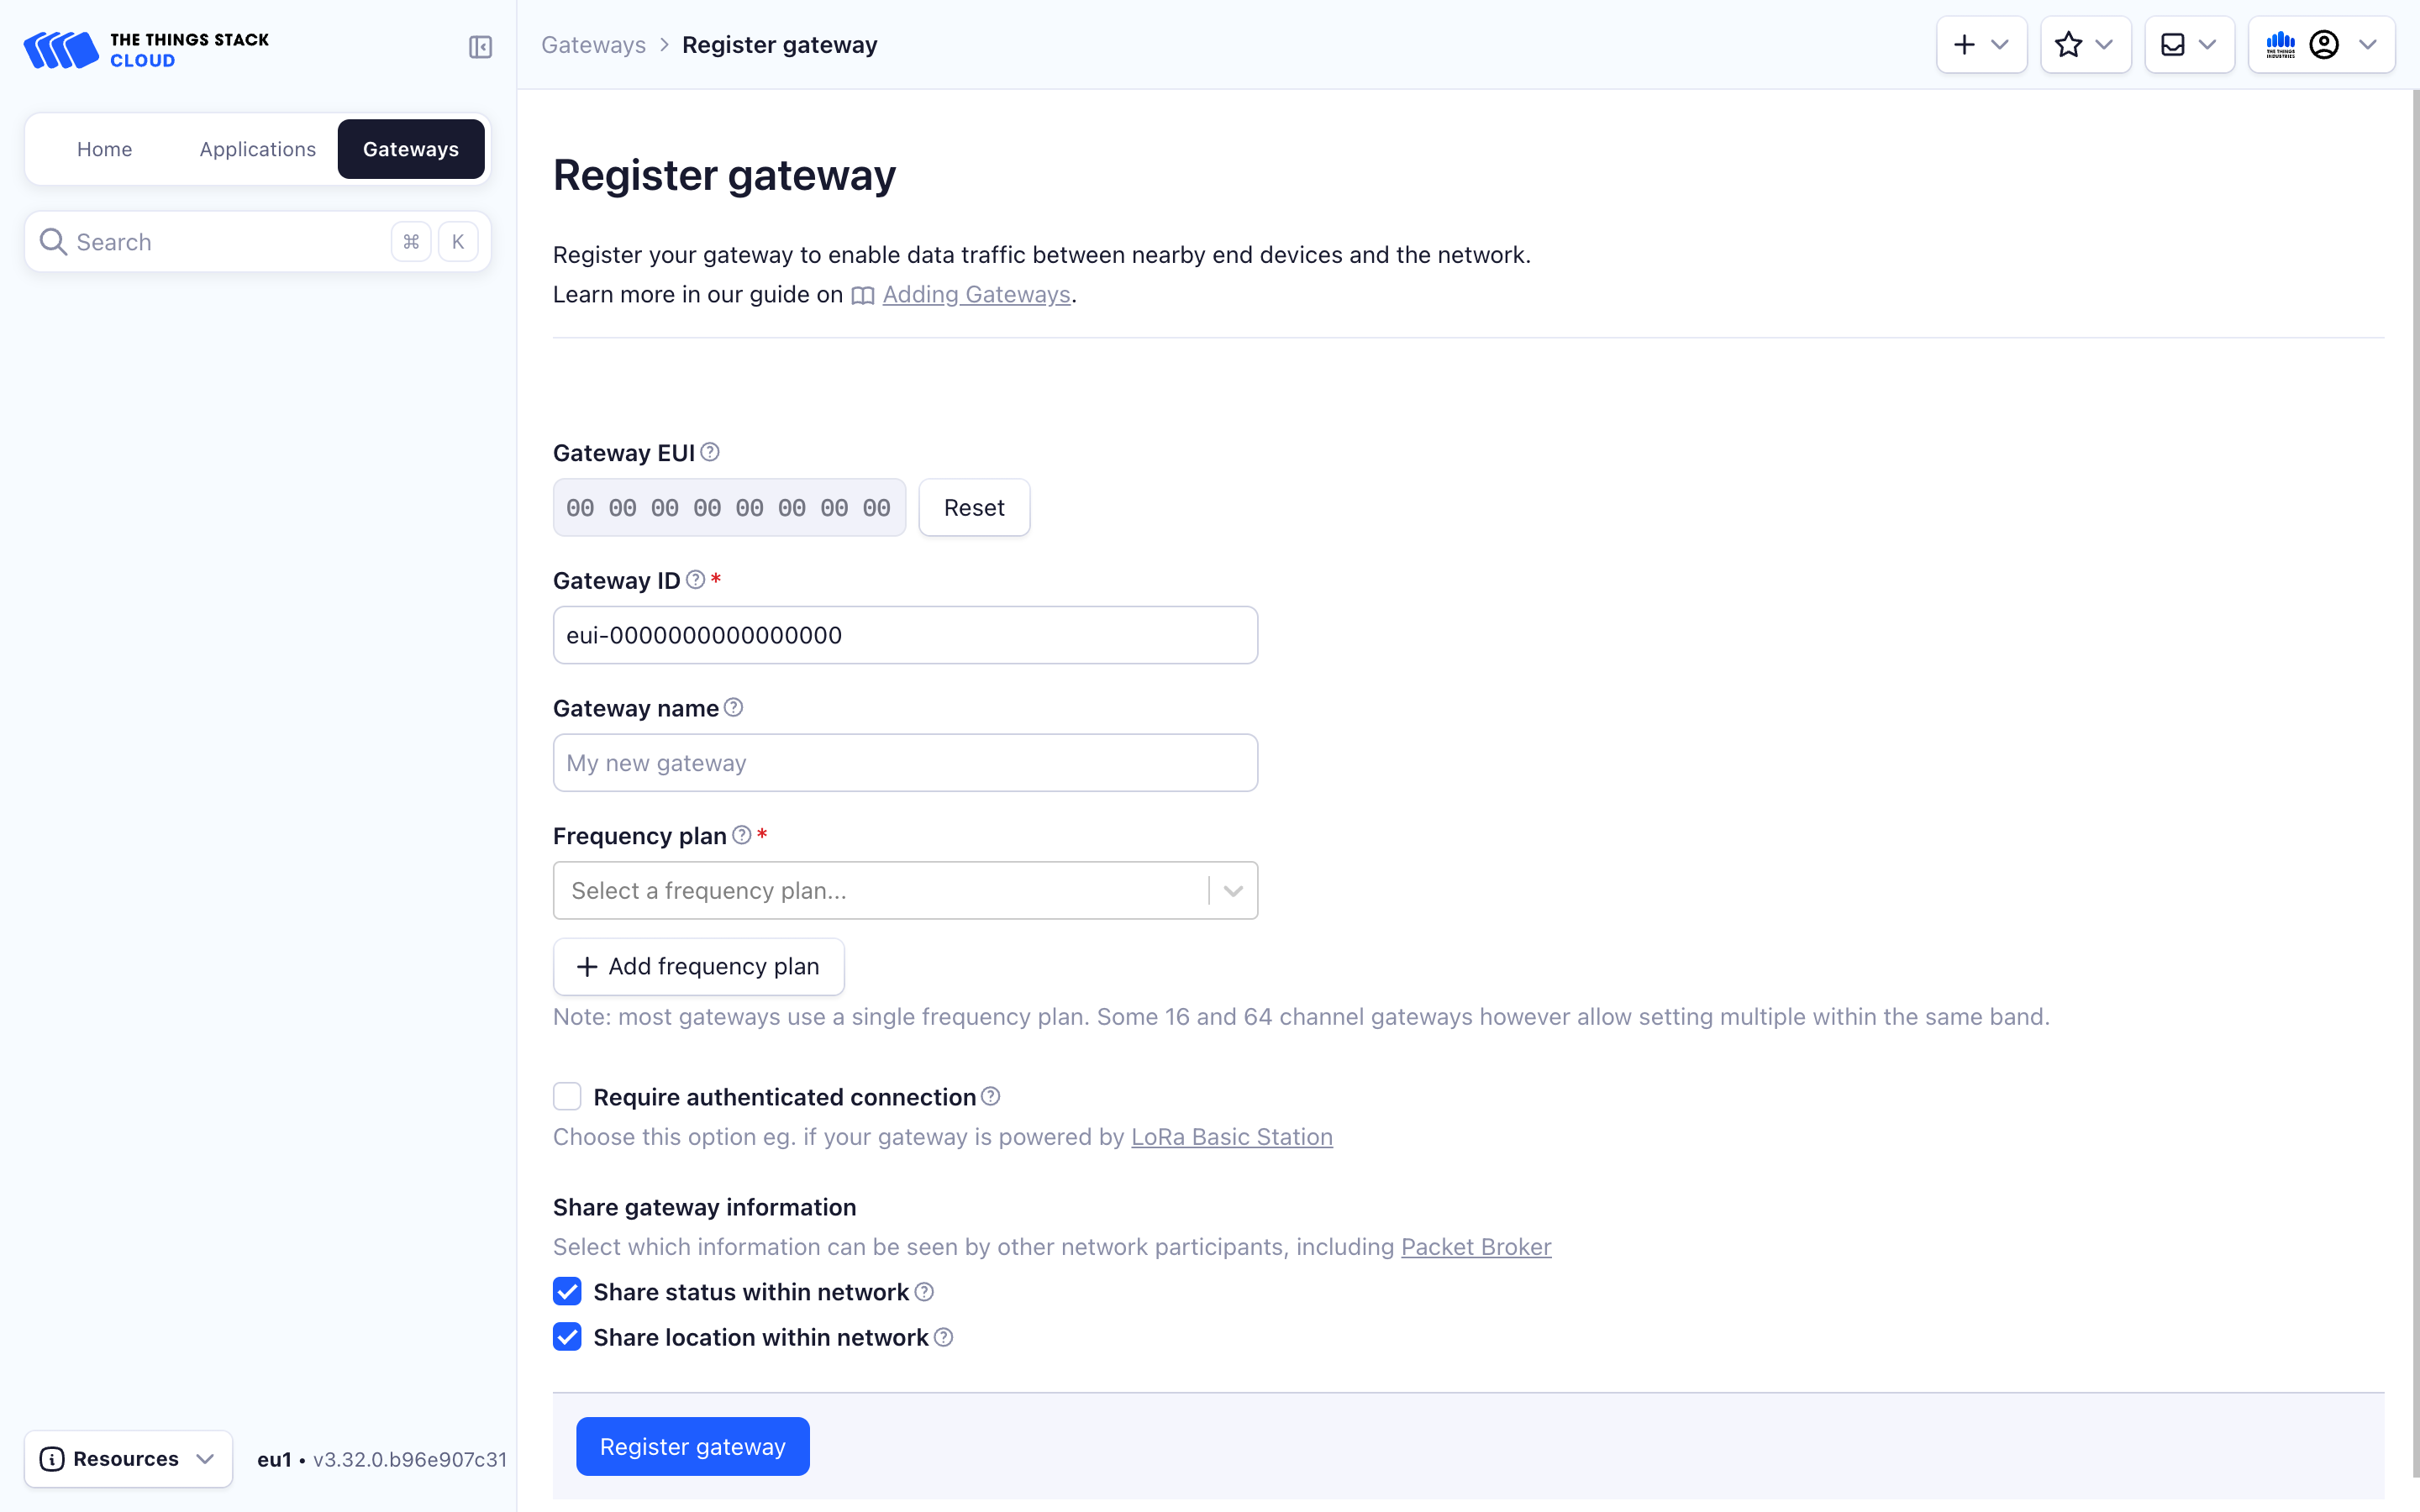 THE THINGS STACK
CLOUD
Gateways > Register gateway
Home Applications Gateways
Search ⌘ K
Register gateway
Register your gateway to enable data traffic between nearby end devices and the network.
Learn more in our guide on Adding Gateways.
Gateway EUI
00 00 00 00 00 00 00 00 Reset
Gateway ID *
eui-0000000000000000
Gateway name
My new gateway
Frequency plan *
Select a frequency plan...
+ Add frequency plan
Note: most gateways use a single frequency plan. Some 16 and 64 channel gateways however allow setting multiple within the same band.
Require authenticated connection
Choose this option eg. if your gateway is powered by LoRa Basic Station
Share gateway information
Select which information can be seen by other network participants, including Packet Broker
Share status within network
Share location within network
Register gateway
Resources eu1 • v3.32.0.b96e907c31